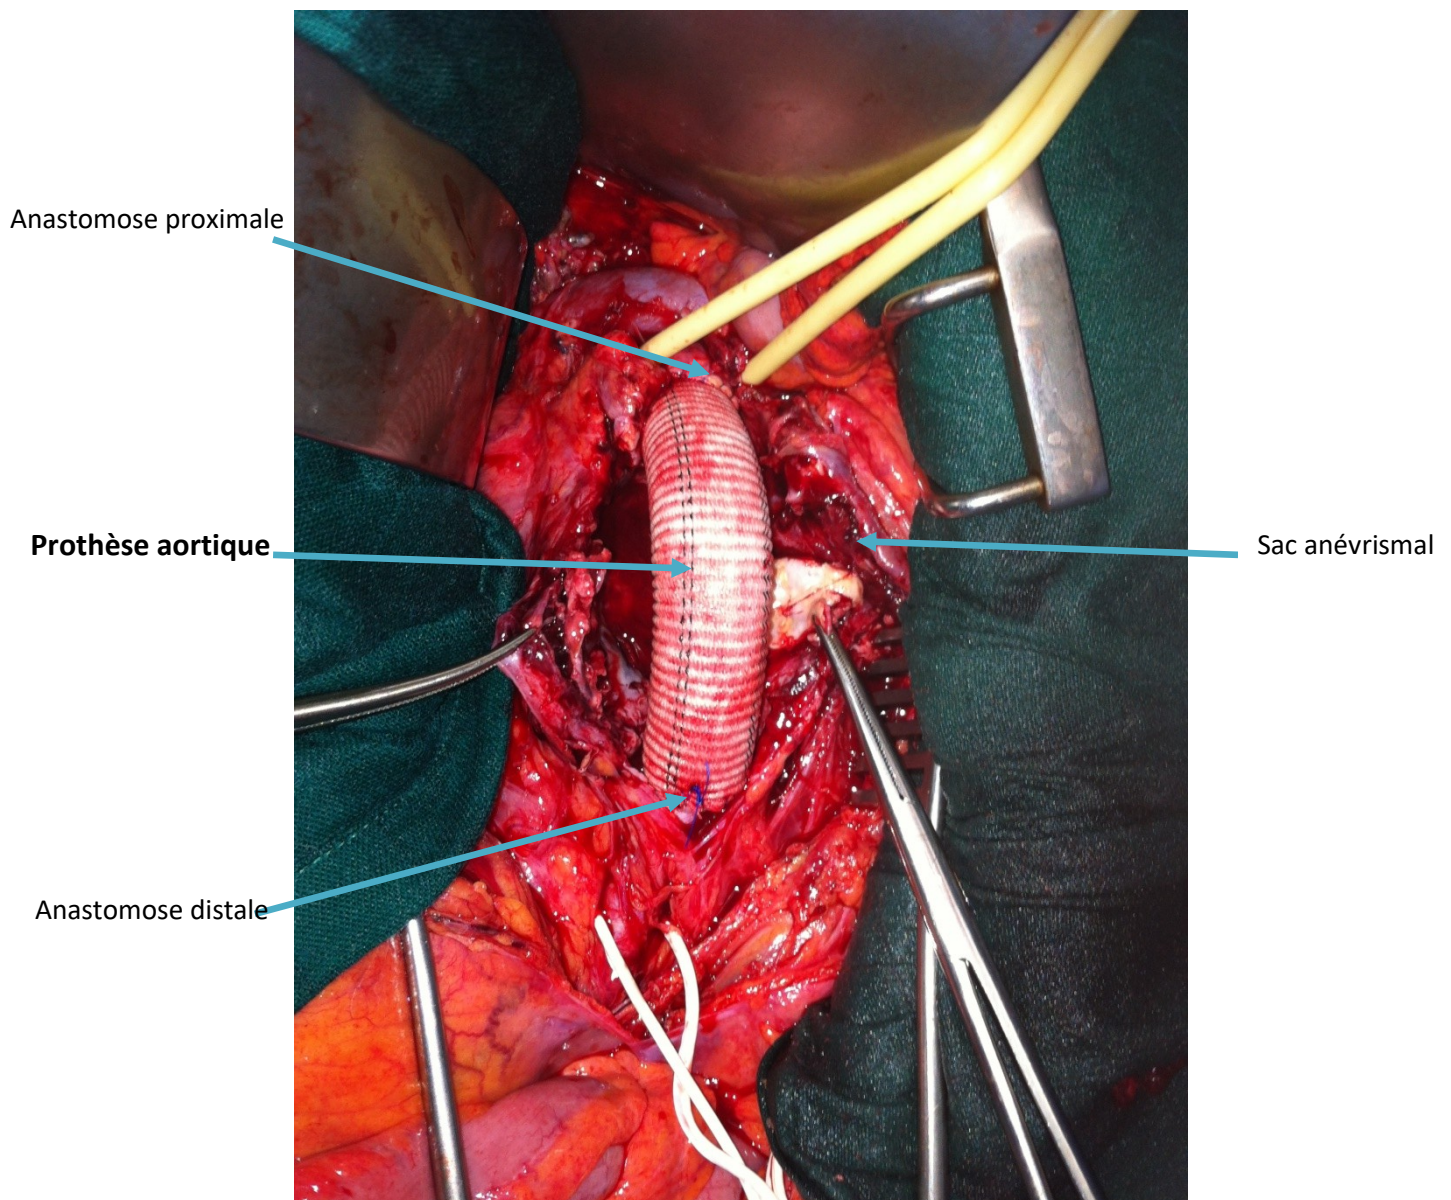 Anastomose proximale
Prothèse aortique
Sac anévrismal
Anastomose distale